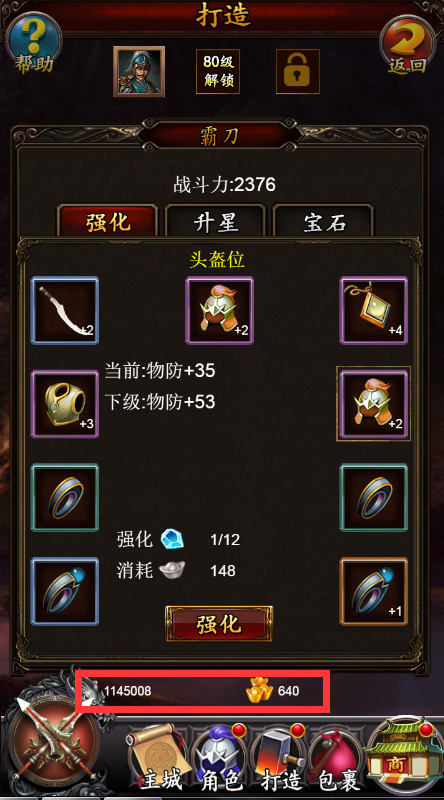 打造
帮助
80级
解锁
返回
霸刀
战斗力:2376
强化
升星
宝石
头盔位
+2
+2
+4
当前:物防+35
下级:物防+53
+3
+2
强化 1/12
消耗 148
+1
强化
1145008
640
主城
角色
打造
包裹
商